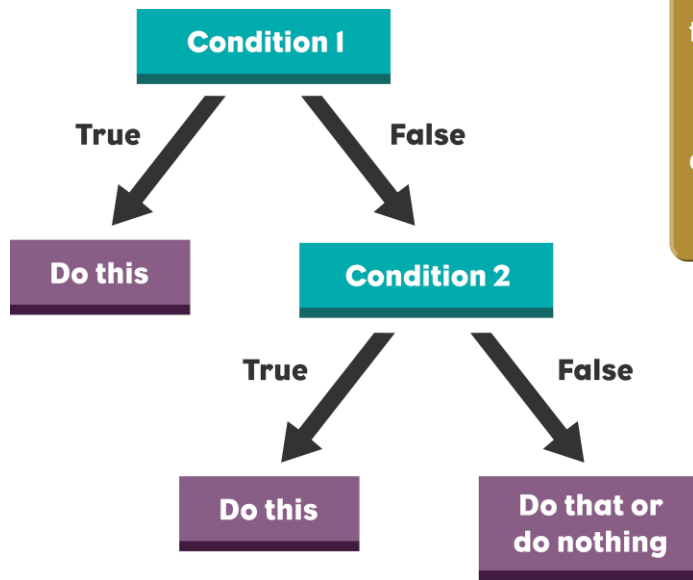 Condition 1
True
False
Do this
Condition 2
True
False
Do this
Do that or
do nothing